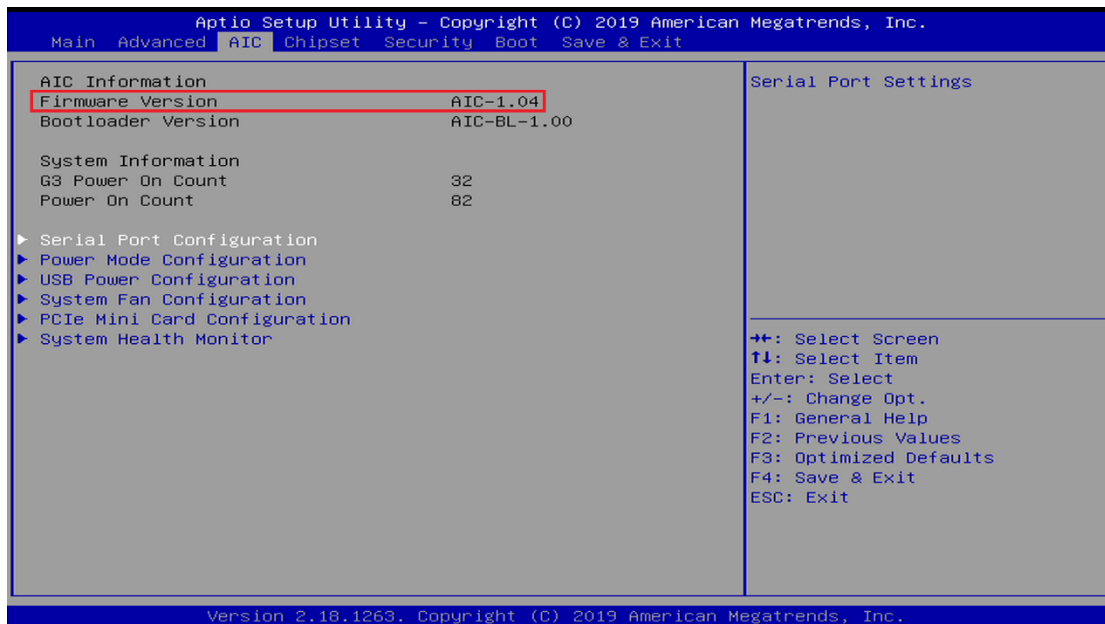 Aptio Setup Utility – Copyright (C) 2019 American Megatrends, Inc.
Main Advanced AIC Chipset Security Boot Save & Exit
AIC Information
Firmware Version AIC-1.04
Bootloader Version AIC-BL-1.00
System Information
G3 Power On Count 32
Power On Count 82
▶ Serial Port Configuration
▶ Power Mode Configuration
▶ USB Power Configuration
▶ System Fan Configuration
▶ PCIe Mini Card Configuration
▶ System Health Monitor
Serial Port Settings
→←: Select Screen
↑↓: Select Item
Enter: Select
+/-: Change Opt.
F1: General Help
F2: Previous Values
F3: Optimized Defaults
F4: Save & Exit
ESC: Exit
Version 2.18.1263. Copyright (C) 2019 American Megatrends, Inc.